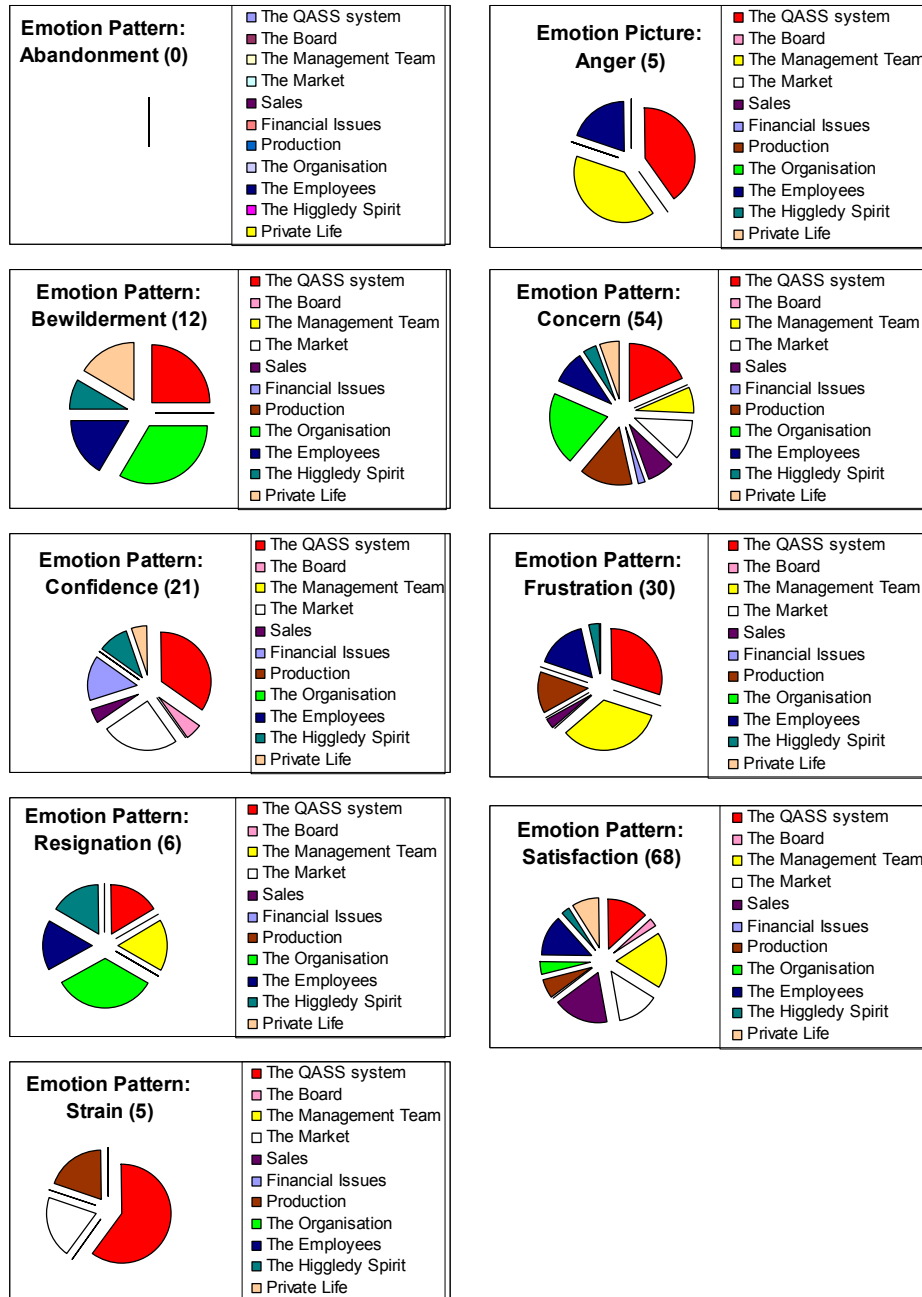 Emotion Pattern:
Abandonment (0)
The QASS system
The Board
The Management Team
The Market
Sales
Financial Issues
Production
The Organisation
The Employees
The Higgledy Spirit
Private Life
Emotion Picture:
Anger (5)
The QASS system
The Board
The Management Team
The Market
Sales
Financial Issues
Production
The Organisation
The Employees
The Higgledy Spirit
Private Life
Emotion Pattern:
Bewilderment (12)
The QASS system
The Board
The Management Team
The Market
Sales
Financial Issues
Production
The Organisation
The Employees
The Higgledy Spirit
Private Life
Emotion Pattern:
Concern (54)
The QASS system
The Board
The Management Team
The Market
Sales
Financial Issues
Production
The Organisation
The Employees
The Higgledy Spirit
Private Life
Emotion Pattern:
Confidence (21)
The QASS system
The Board
The Management Team
The Market
Sales
Financial Issues
Production
The Organisation
The Employees
The Higgledy Spirit
Private Life
Emotion Pattern:
Frustration (30)
The QASS system
The Board
The Management Team
The Market
Sales
Financial Issues
Production
The Organisation
The Employees
The Higgledy Spirit
Private Life
Emotion Pattern:
Resignation (6)
The QASS system
The Board
The Management Team
The Market
Sales
Financial Issues
Production
The Organisation
The Employees
The Higgledy Spirit
Private Life
Emotion Pattern:
Satisfaction (68)
The QASS system
The Board
The Management Team
The Market
Sales
Financial Issues
Production
The Organisation
The Employees
The Higgledy Spirit
Private Life
Emotion Pattern:
Strain (5)
The QASS system
The Board
The Management Team
The Market
Sales
Financial Issues
Production
The Organisation
The Employees
The Higgledy Spirit
Private Life